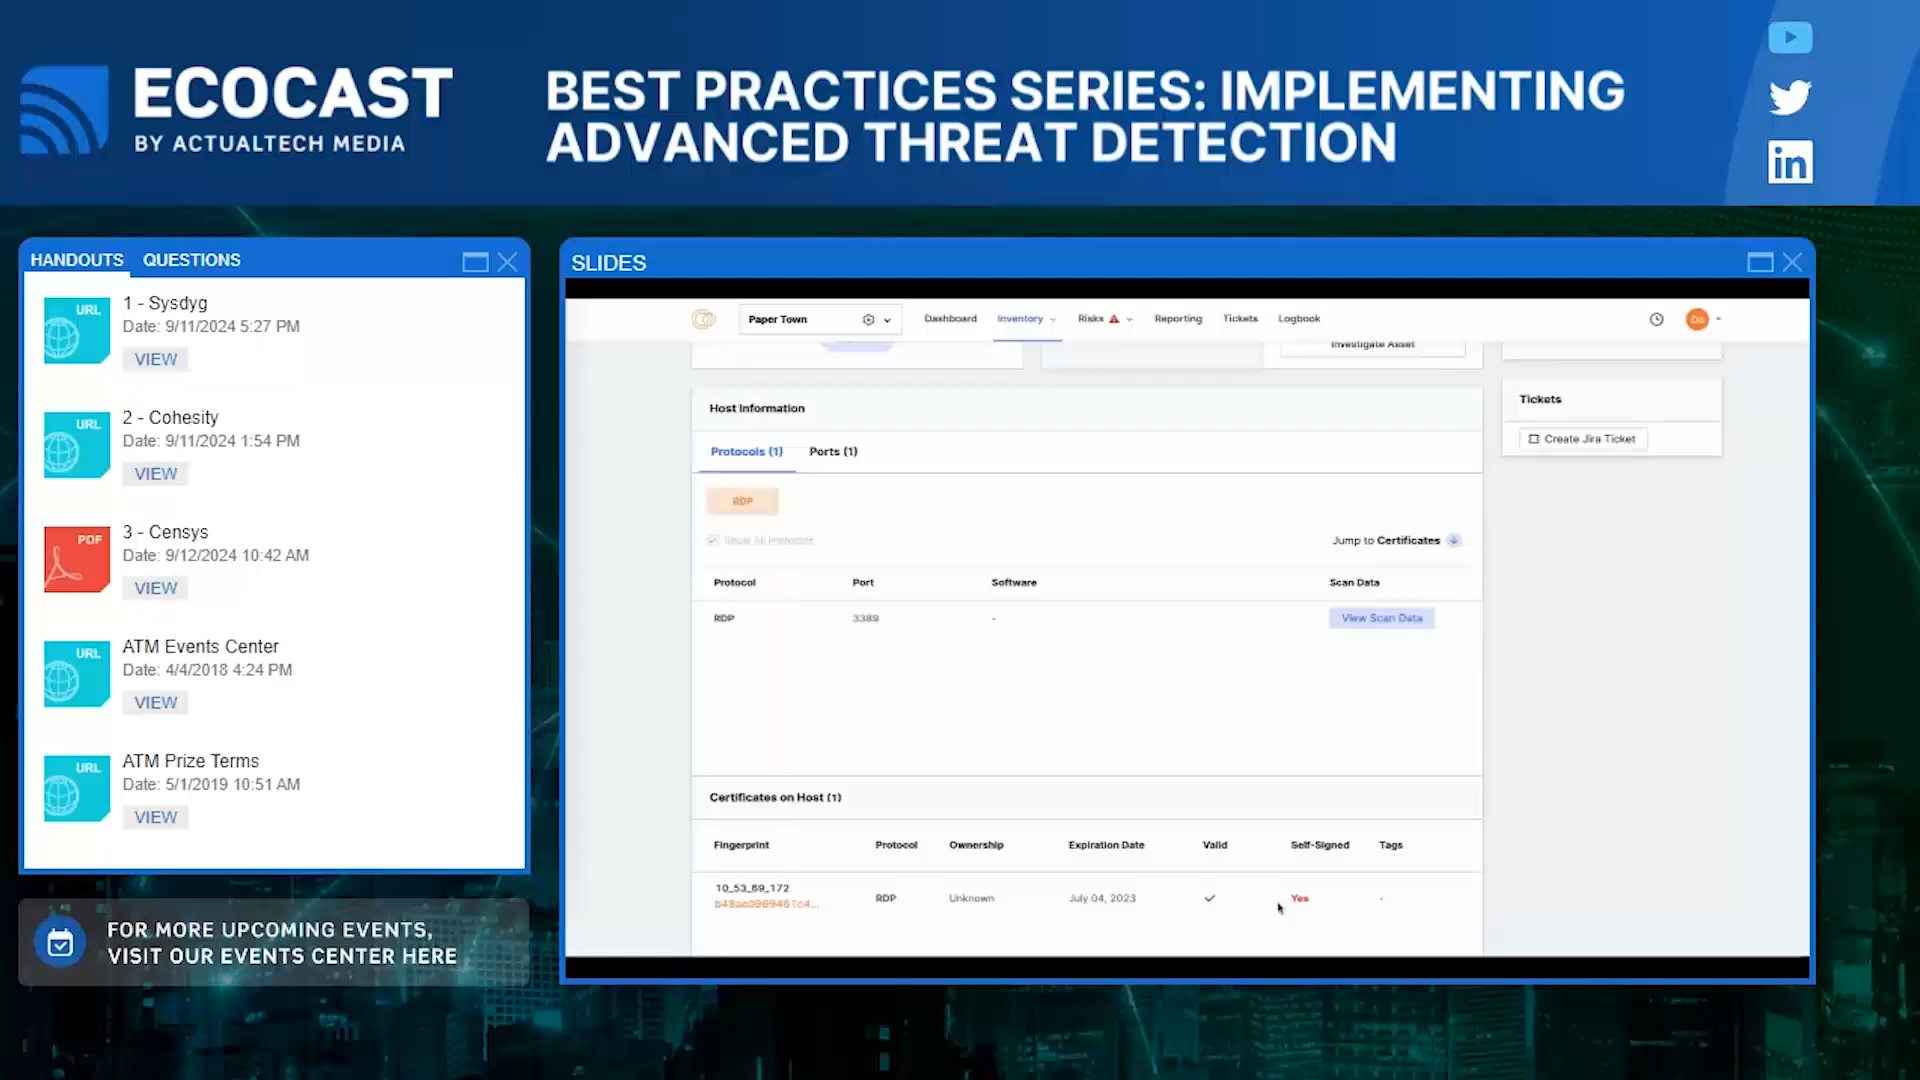 ECOCAST
BY ACTUALTECH MEDIA
BEST PRACTICES SERIES: IMPLEMENTING
ADVANCED THREAT DETECTION
in
HANDOUTS QUESTIONS
URL
1 - Sysdyg
Date: 9/11/2024 5:27 PM
VIEW
URL
2 - Cohesity
Date: 9/11/2024 1:54 PM
VIEW
PDF
3 - Censys
Date: 9/12/2024 10:42 AM
VIEW
URL
ATM Events Center
Date: 4/4/2018 4:24 PM
VIEW
URL
ATM Prize Terms
Date: 5/1/2019 10:51 AM
VIEW
FOR MORE UPCOMING EVENTS,
VISIT OUR EVENTS CENTER HERE
SLIDES
Paper Town Dashboard Inventory Risks Reporting Tickets Logbook DA
Investigate Asset
Host Information
Protocols (1) Ports (1)
RDP
Show All Protocols
Jump to Certificates
Protocol Port Software Scan Data
RDP 3389 - View Scan Data
Certificates on Host (1)
Fingerprint Protocol Ownership Expiration Date Valid Self-Signed Tags
10_53_69_172
RDP Unknown July 04, 2023 Yes -
Tickets
Create Jira Ticket